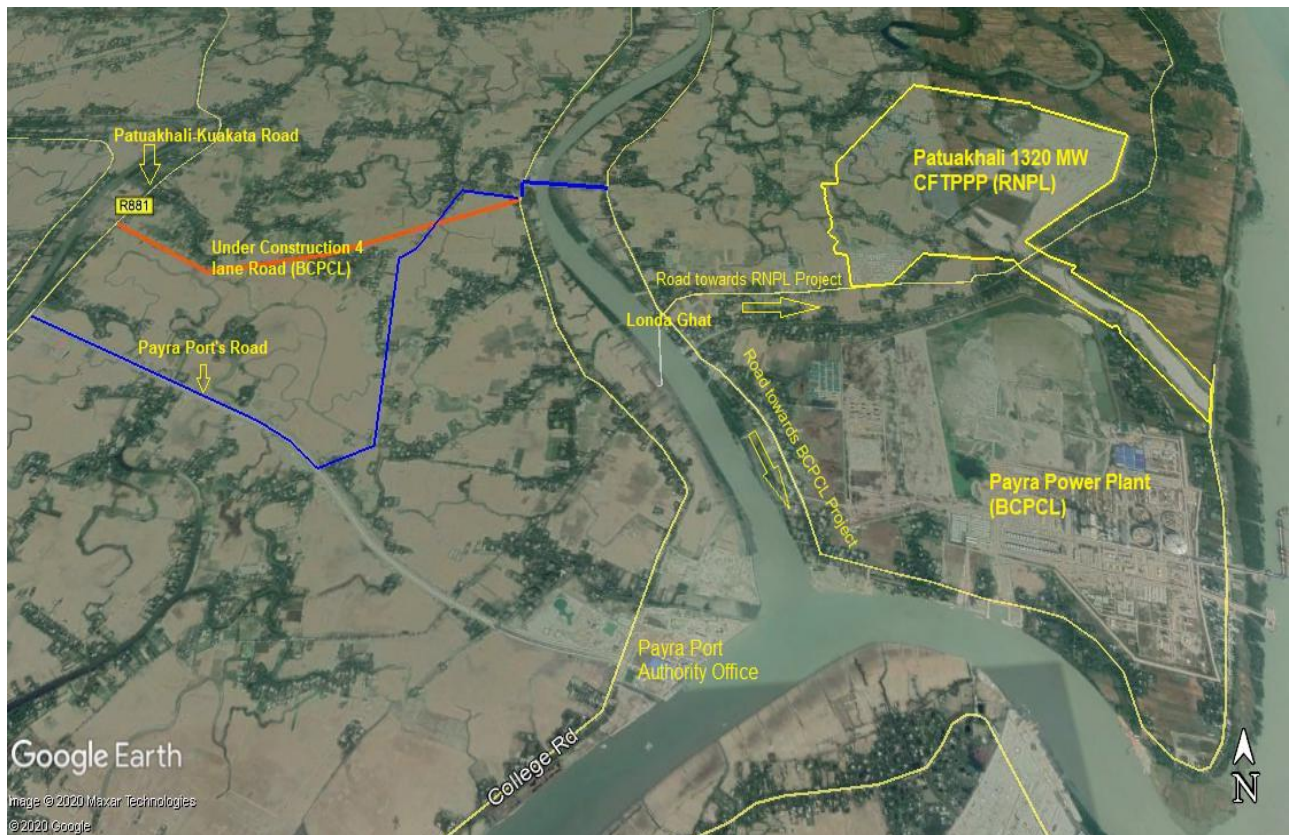 Patuakhali-Kuakata Road
R881
Under Construction 4
lane Road (BCPCL)
Payra Port's Road
Patuakhali 1320 MW
CFTPPP (RNPL)
Road towards RNPL Project
Londa Ghat
Road towards BCPCL Project
Payra Power Plant
(BCPCL)
Payra Port
Authority Office
College Rd
Google Earth
Image © 2020 Maxar Technologies
© 2020 Google
N